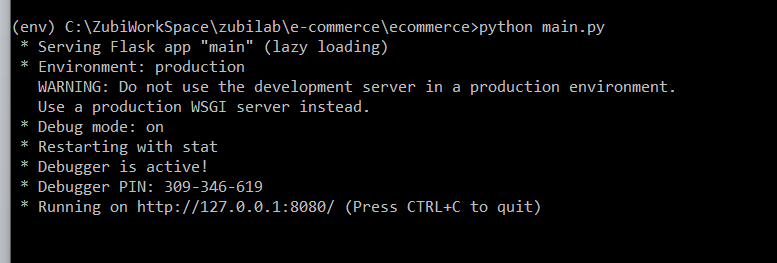 (env) C:\ZubiWorkSpace\zubilab\e-commerce\ecommerce>python main.py
 * Serving Flask app "main" (lazy loading)
 * Environment: production
   WARNING: Do not use the development server in a production environment.
   Use a production WSGI server instead.
 * Debug mode: on
 * Restarting with stat
 * Debugger is active!
 * Debugger PIN: 309-346-619
 * Running on http://127.0.0.1:8080/ (Press CTRL+C to quit)